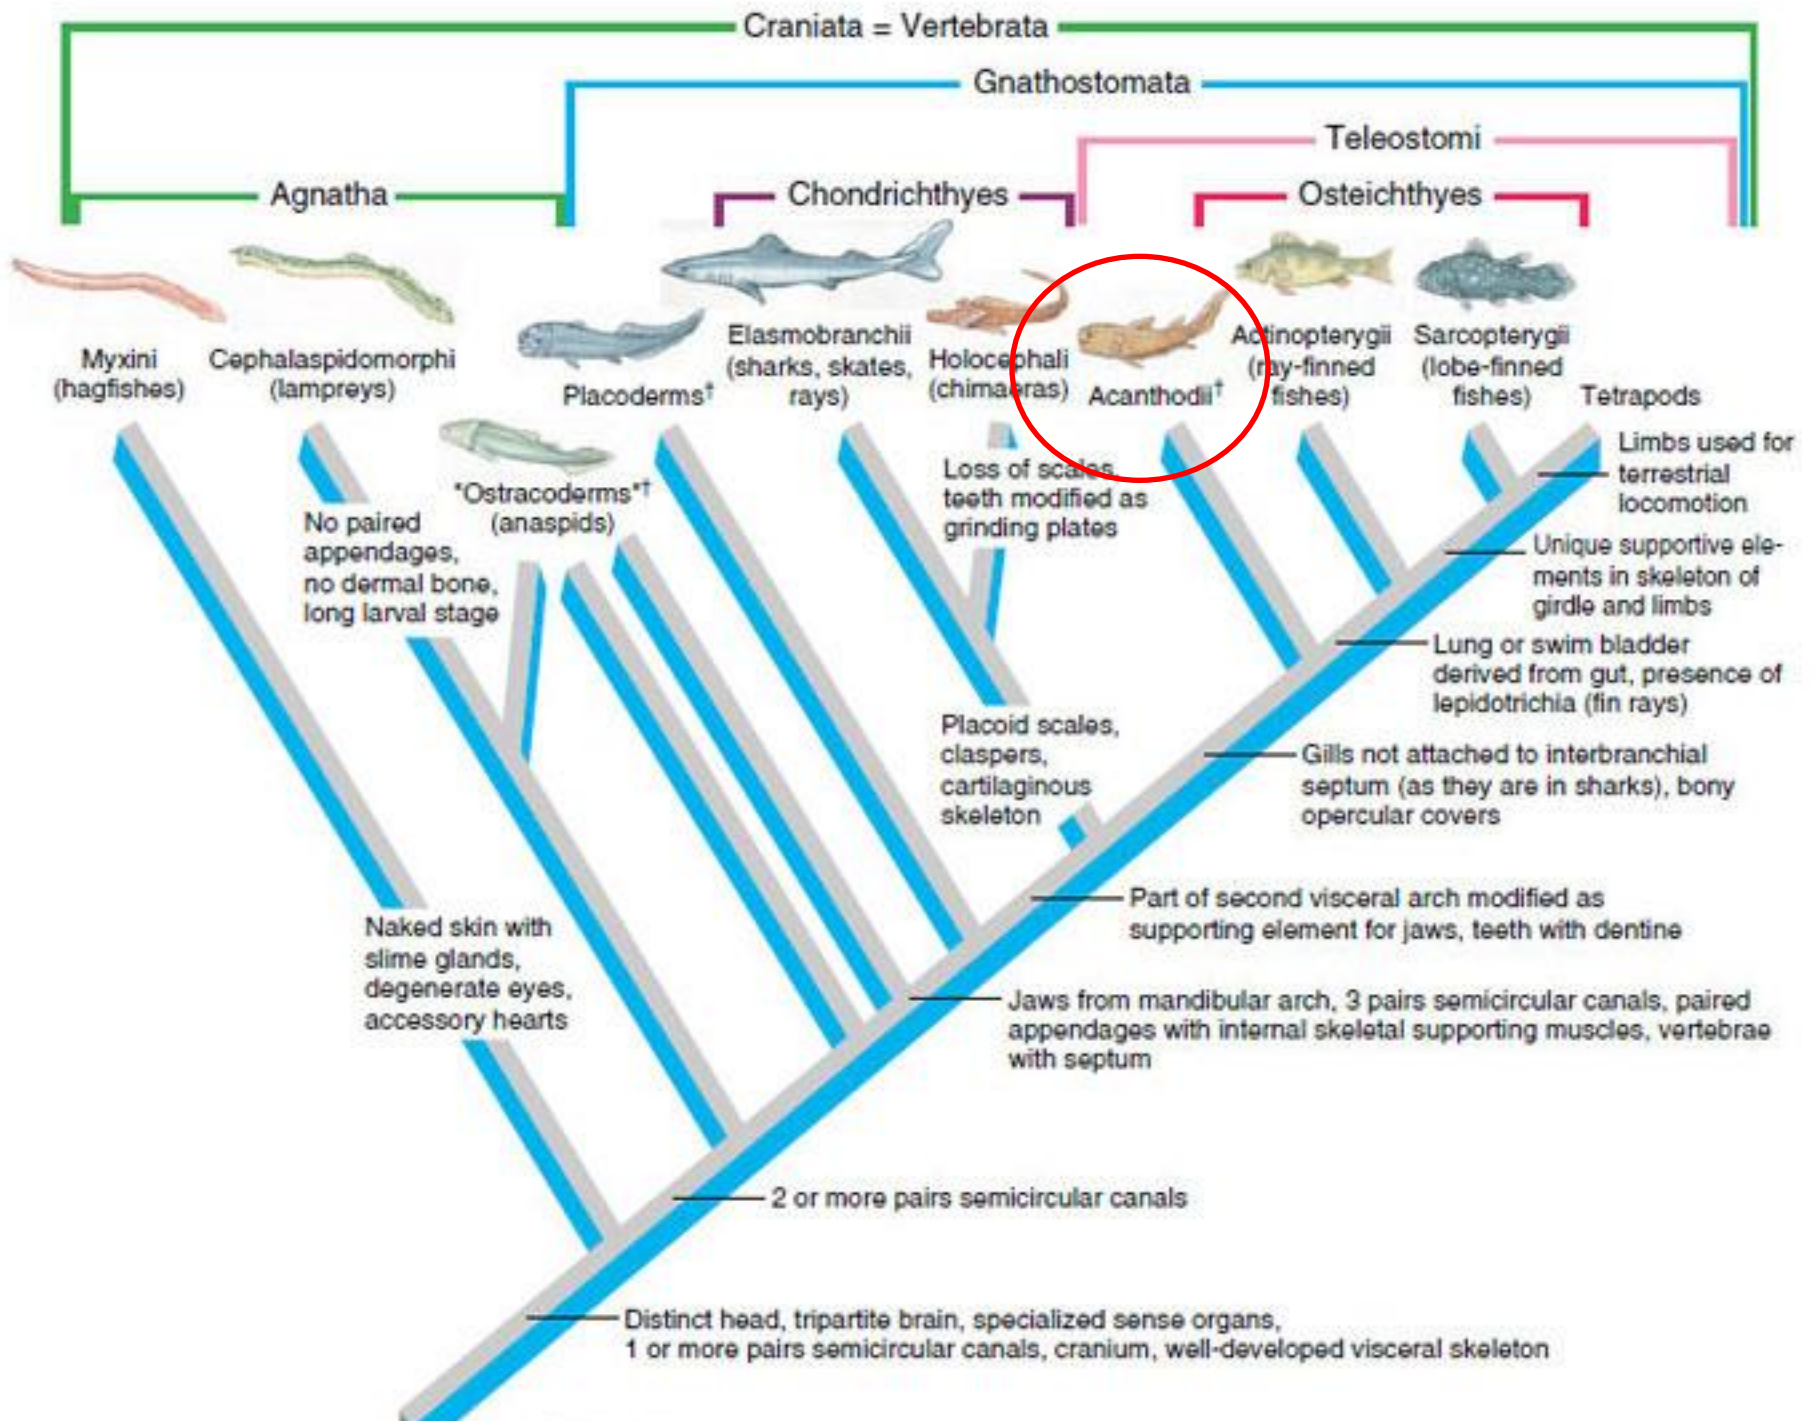 Craniata = Vertebrata
Gnathostomata
Teleostomi
Agnatha
Chondrichthyes
Osteichthyes
Myxini
(hagfishes)
Cephalaspidomorphi
(lampreys)
"Ostracoderms"†
(anaspids)
Placoderms†
Elasmobranchii
(sharks, skates,
rays)
Holocephali
(chimaeras)
Acanthodii†
Actinopterygii
(ray-finned
fishes)
Sarcopterygii
(lobe-finned
fishes)
Tetrapods
Limbs used for
terrestrial
locomotion
Loss of scales,
teeth modified as
grinding plates
No paired
appendages,
no dermal bone,
long larval stage
Unique supportive ele-
ments in skeleton of
girdle and limbs
Lung or swim bladder
derived from gut, presence of
lepidotrichia (fin rays)
Placoid scales,
claspers,
cartilaginous
skeleton
Gills not attached to interbranchial
septum (as they are in sharks), bony
opercular covers
Part of second visceral arch modified as
supporting element for jaws, teeth with dentine
Naked skin with
slime glands,
degenerate eyes,
accessory hearts
Jaws from mandibular arch, 3 pairs semicircular canals, paired
appendages with internal skeletal supporting muscles, vertebrae
with septum
2 or more pairs semicircular canals
Distinct head, tripartite brain, specialized sense organs,
1 or more pairs semicircular canals, cranium, well-developed visceral skeleton